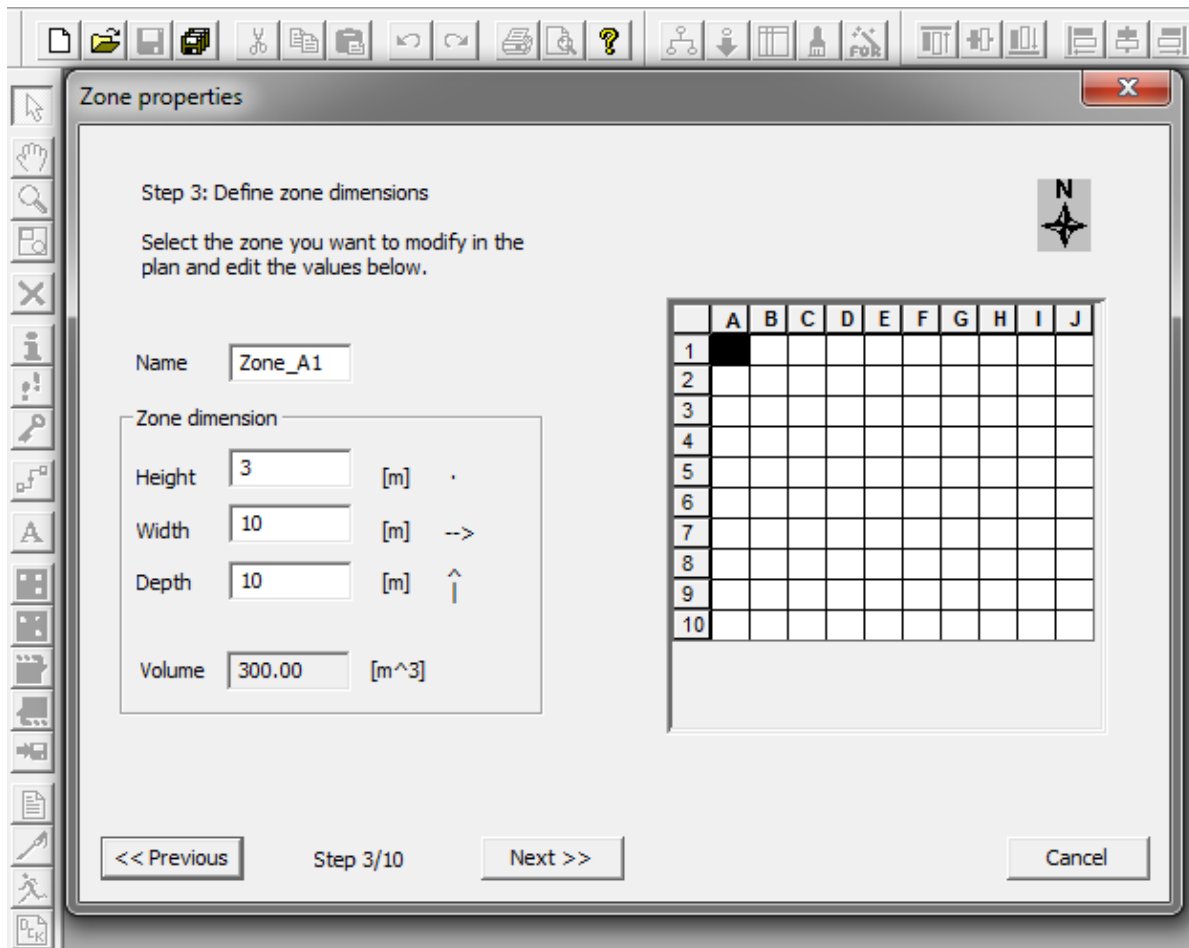 FOR
Zone properties
Step 3: Define zone dimensions
N
Select the zone you want to modify in the
plan and edit the values below.
A B C D E F G H I J
1
2
3
4
5
6
7
8
9
10
Name Zone_A1
Zone dimension
Height 3 [m] .
Width 10 [m] -->
Depth 10 [m] ^
|
Volume 300.00 [m^3]
<< Previous Step 3/10 Next >> Cancel
A
DCK